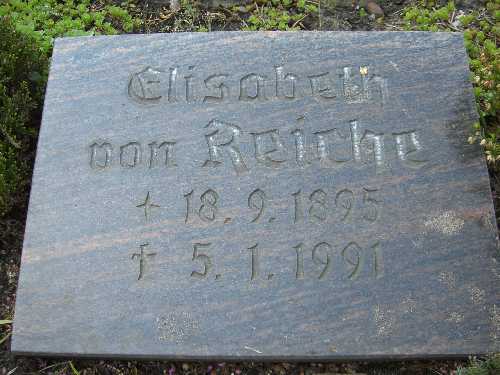 Elisabeth
von Reiche
+ 18. 9. 1895
† 5. 1. 1991